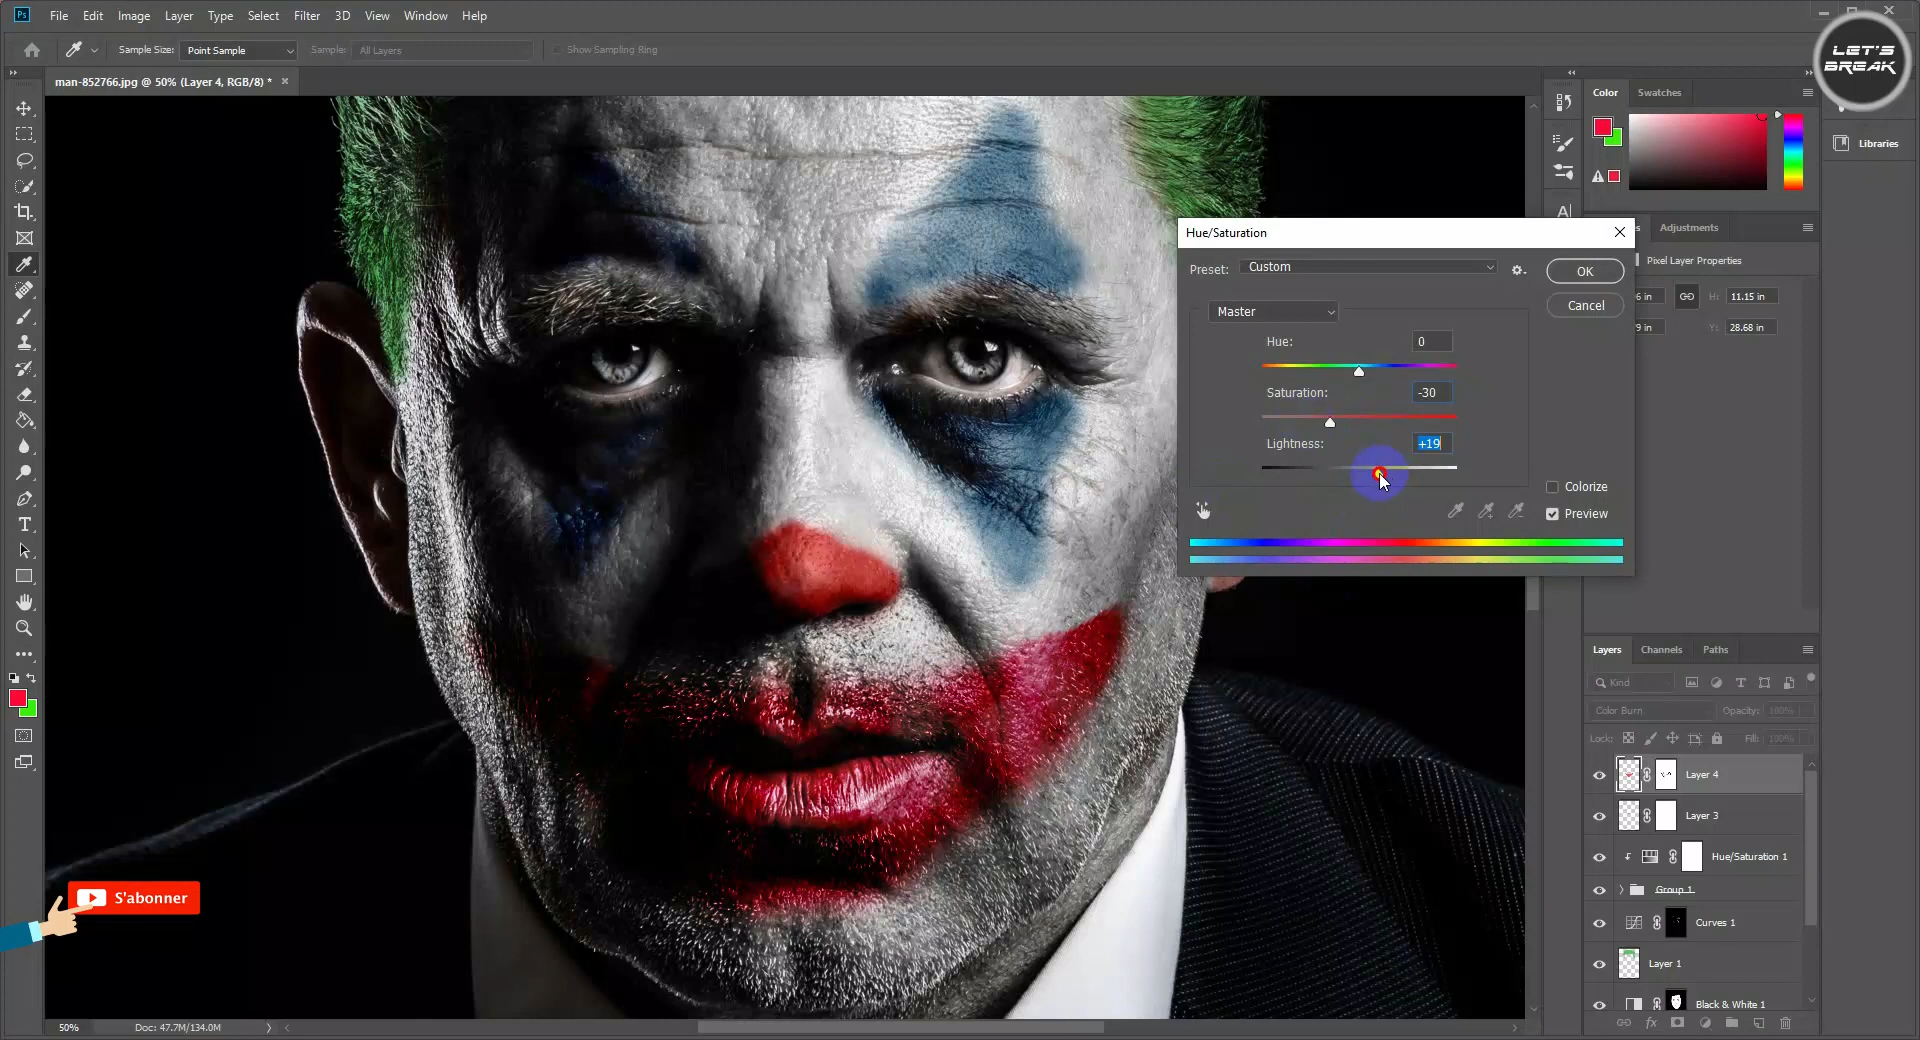 Ps File Edit Image Layer Type Select Filter 3D View Window Help
Sample Size: Point Sample Sample: All Layers Show Sampling Ring
LET'S BREAK
man-852766.jpg @ 50% (Layer 4, RGB/8) *
Color Swatches
Libraries
Adjustments
Pixel Layer Properties
H: 11.15 in
Y: 28.68 in
Hue/Saturation
Preset: Custom
OK
Cancel
Master
Hue: 0
Saturation: -30
Lightness: +19
Colorize
Preview
Layers Channels Paths
Kind
Color Burn Opacity: 100%
Lock: Fill: 100%
Layer 4
Layer 3
Hue/Saturation 1
Group 1
Curves 1
Layer 1
Black & White 1
fx
S'abonner
50% Doc: 47.7M/134.0M